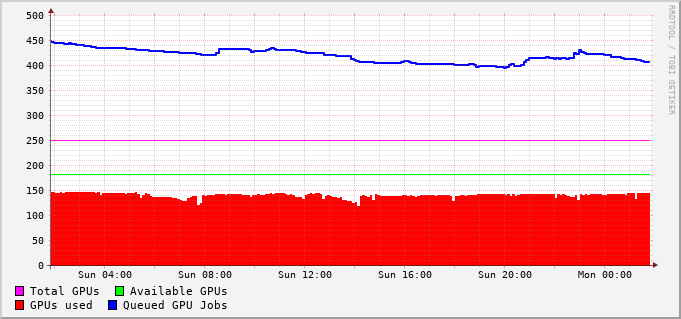 500
450
400
350
300
250
200
150
100
50
0
Sun 04:00 Sun 08:00 Sun 12:00 Sun 16:00 Sun 20:00 Mon 00:00
Total GPUs Available GPUs
GPUs used Queued GPU Jobs
RRDTOOL / TOBI OETIKER